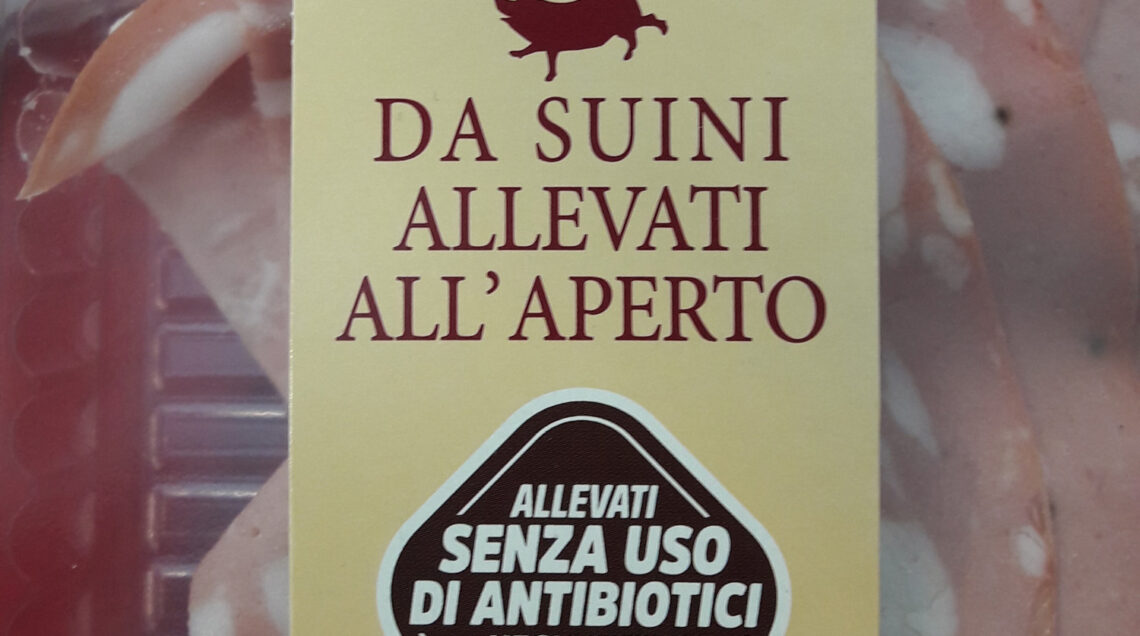 DA SUINI
ALLEVATI
ALL'APERTO
ALLEVATI
SENZA USO
DI ANTIBIOTICI